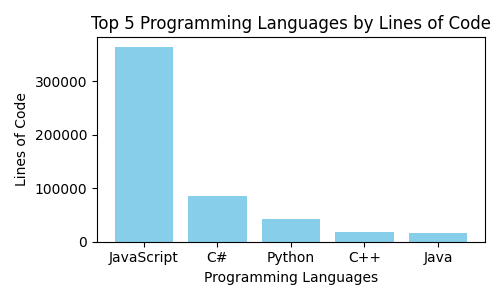 Top 5 Programming Languages by Lines of Code
Lines of Code
300000
200000
100000
0
JavaScript C# Python C++ Java
Programming Languages